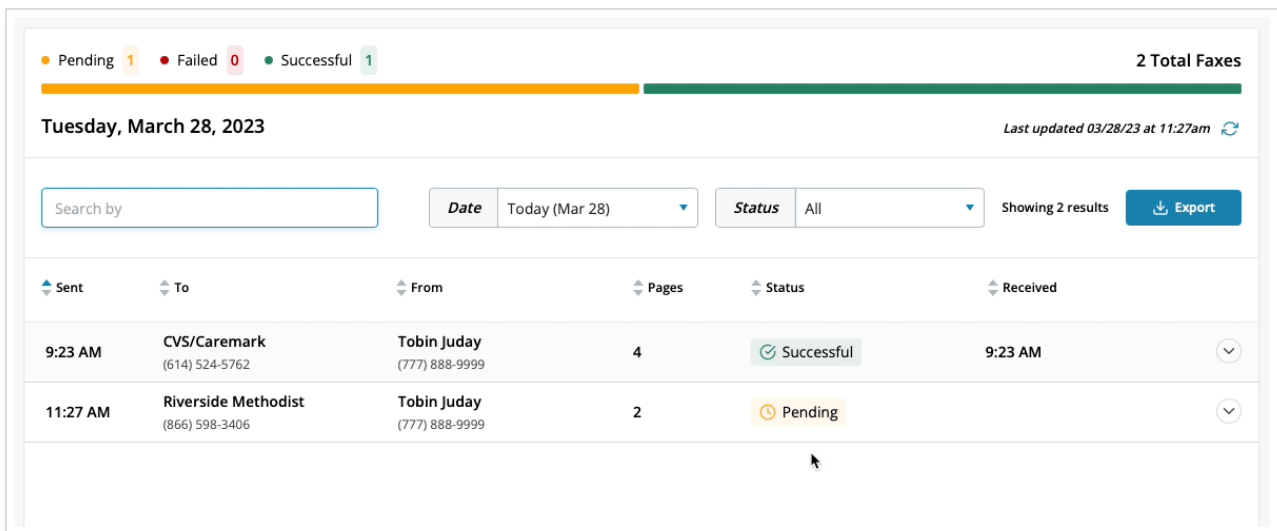 Pending 1 Failed 0 Successful 1 2 Total Faxes
Tuesday, March 28, 2023 Last updated 03/28/23 at 11:27am
Search by Date Today (Mar 28) Status All Showing 2 results Export
Sent To From Pages Status Received
9:23 AM CVS/Caremark Tobin Juday 4 Successful 9:23 AM
(614) 524-5762 (777) 888-9999
11:27 AM Riverside Methodist Tobin Juday 2 Pending
(866) 598-3406 (777) 888-9999